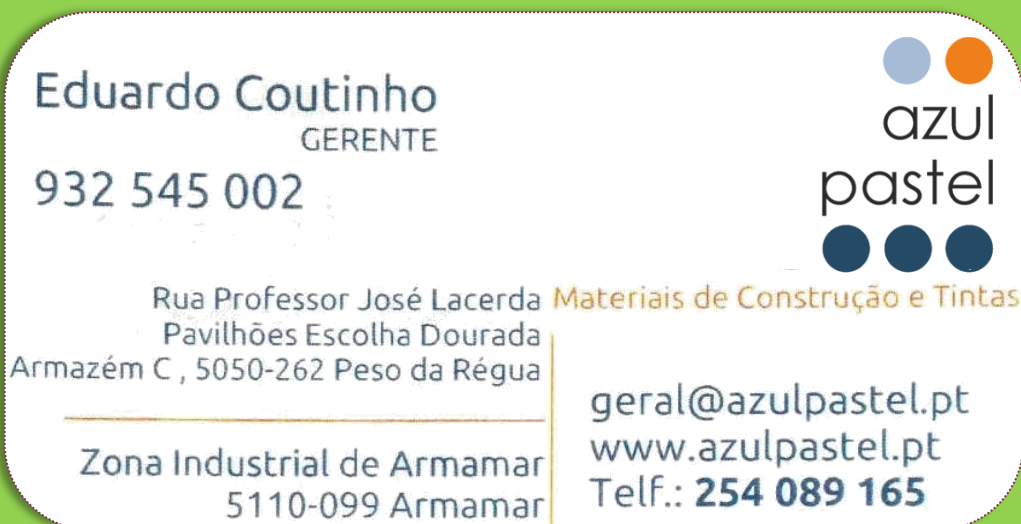 Eduardo Coutinho
GERENTE
932 545 002
azul
pastel
Materiais de Construção e Tintas
Rua Professor José Lacerda
Pavilhões Escolha Dourada
Armazém C , 5050-262 Peso da Régua
Zona Industrial de Armamar
5110-099 Armamar
geral@azulpastel.pt
www.azulpastel.pt
Telf.: 254 089 165